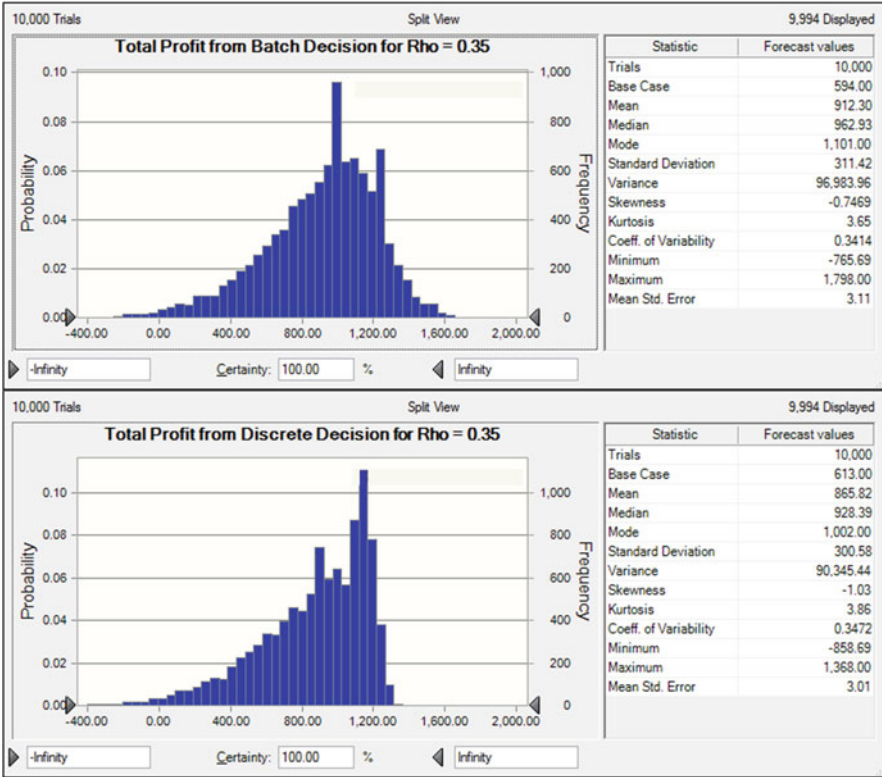 10,000 Trials Split View 9,994 Displayed
Total Profit from Batch Decision for Rho = 0.35
Probability
0.10
0.08
0.06
0.04
0.02
0.00
1,000
800
600
400
200
0
Frequency
-400.00 0.00 400.00 800.00 1,200.00 1,600.00 2,000.00
Statistic Forecast values
Trials 10,000
Base Case 594.00
Mean 912.30
Median 962.93
Mode 1,101.00
Standard Deviation 311.42
Variance 96,983.96
Skewness -0.7469
Kurtosis 3.65
Coeff. of Variability 0.3414
Minimum -765.69
Maximum 1,798.00
Mean Std. Error 3.11
-Infinity Certainty: 100.00 % Infinity
10,000 Trials Split View 9,994 Displayed
Total Profit from Discrete Decision for Rho = 0.35
Probability
0.10
0.08
0.06
0.04
0.02
0.00
1,000
800
600
400
200
0
Frequency
-400.00 0.00 400.00 800.00 1,200.00 1,600.00 2,000.00
Statistic Forecast values
Trials 10,000
Base Case 613.00
Mean 865.82
Median 928.39
Mode 1,002.00
Standard Deviation 300.58
Variance 90,345.44
Skewness -1.03
Kurtosis 3.86
Coeff. of Variability 0.3472
Minimum -858.69
Maximum 1,368.00
Mean Std. Error 3.01
-Infinity Certainty: 100.00 % Infinity